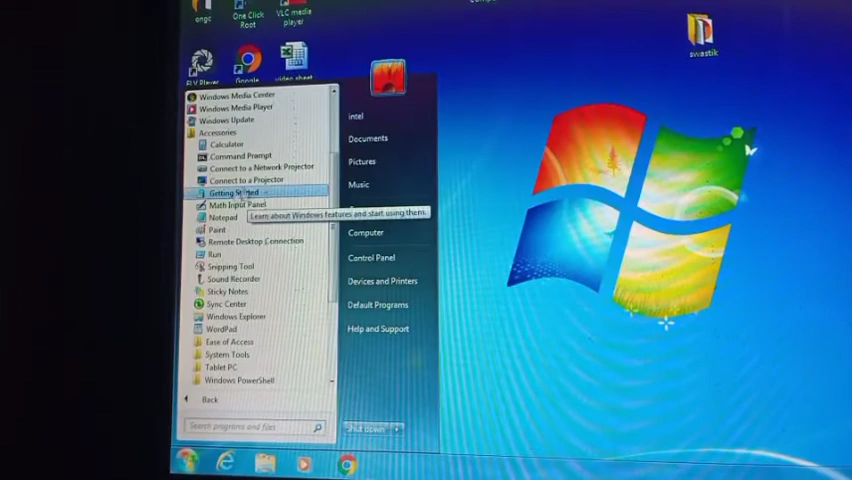 ongc
One Click
Root
VLC media
player
swastik
FLV Player
Google
video sheet
Windows Media Center
Windows Media Player
Windows Update
Accessories
Calculator
Command Prompt
Connect to a Network Projector
Connect to a Projector
Getting Started
Math Input Panel
Notepad
Paint
Remote Desktop Connection
Run
Snipping Tool
Sound Recorder
Sticky Notes
Sync Center
Windows Explorer
WordPad
Ease of Access
System Tools
Tablet PC
Windows PowerShell
Back
Search programs and files
intel
Documents
Pictures
Music
Learn about Windows features and start using them.
Computer
Control Panel
Devices and Printers
Default Programs
Help and Support
Shut down